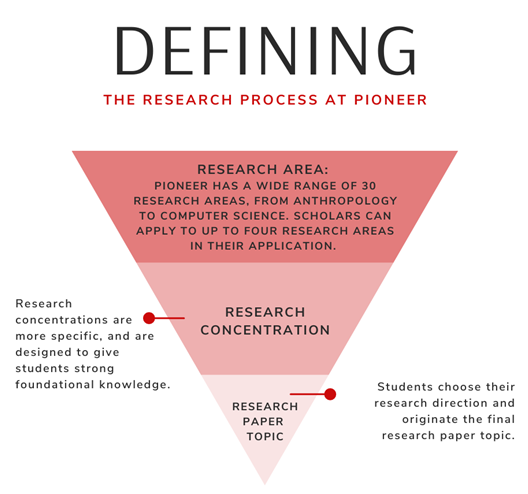 DEFINING
THE RESEARCH PROCESS AT PIONEER
RESEARCH AREA:
PIONEER HAS A WIDE RANGE OF 30
RESEARCH AREAS, FROM ANTHROPOLOGY
TO COMPUTER SCIENCE. SCHOLARS CAN
APPLY TO UP TO FOUR RESEARCH AREAS
IN THEIR APPLICATION.
Research
concentrations are
more specific, and are
designed to give
students strong
foundational knowledge.
RESEARCH
CONCENTRATION
RESEARCH
PAPER
TOPIC
Students choose their
research direction and
originate the final
research paper topic.